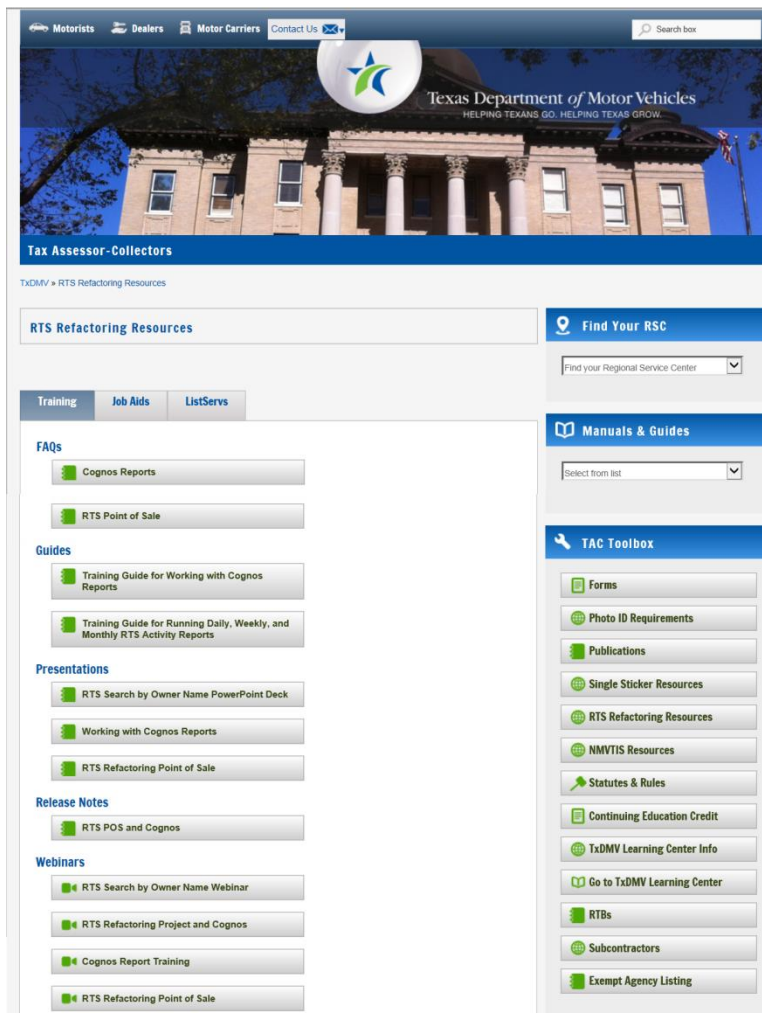 Motorists Dealers Motor Carriers Contact Us Search box
Texas Department of Motor Vehicles
HELPING TEXANS GO. HELPING TEXAS GROW.
Tax Assessor-Collectors
TxDMV » RTS Refactoring Resources
RTS Refactoring Resources
Training Job Aids ListServs
FAQs
Cognos Reports
RTS Point of Sale
Guides
Training Guide for Working with Cognos
Reports
Training Guide for Running Daily, Weekly, and
Monthly RTS Activity Reports
Presentations
RTS Search by Owner Name PowerPoint Deck
Working with Cognos Reports
RTS Refactoring Point of Sale
Release Notes
RTS POS and Cognos
Webinars
RTS Search by Owner Name Webinar
RTS Refactoring Project and Cognos
Cognos Report Training
RTS Refactoring Point of Sale
Find Your RSC
Find your Regional Service Center
Manuals & Guides
Select from list
TAC Toolbox
Forms
Photo ID Requirements
Publications
Single Sticker Resources
RTS Refactoring Resources
NMVTIS Resources
Statutes & Rules
Continuing Education Credit
TxDMV Learning Center Info
Go to TxDMV Learning Center
RTBs
Subcontractors
Exempt Agency Listing